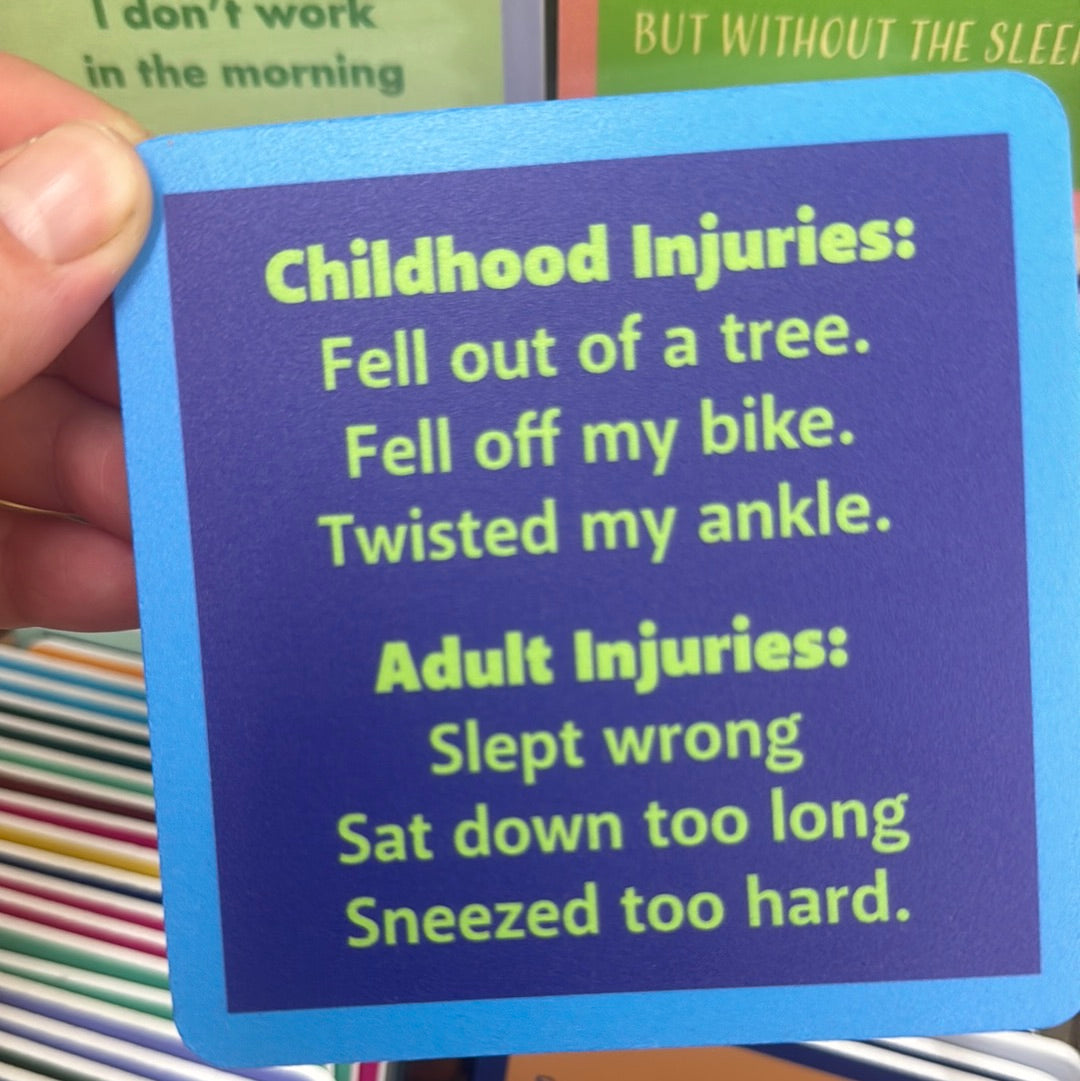 I don't work
in the morning
BUT WITHOUT THE
Childhood Injuries:
Fell out of a tree.
Fell off my bike.
Twisted my ankle.
Adult Injuries:
Slept wrong
Sat down too long
Sneezed too hard.